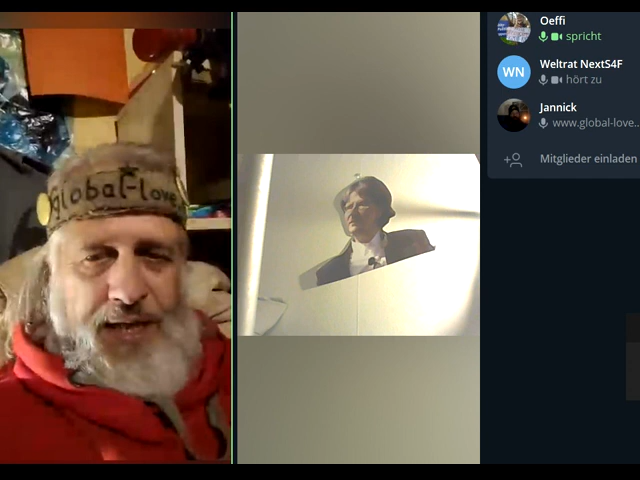 global-love
Oeffi
spricht
WN
Weltrat NextS4F
hört zu
Jannick
www.global-love...
Mitglieder einladen